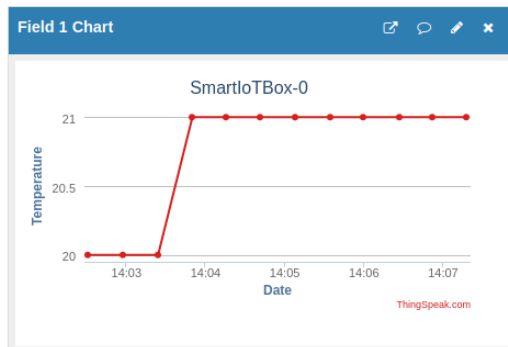 Field 1 Chart
SmartIoTBox-0
Temperature
21
20.5
20
14:03 14:04 14:05 14:06 14:07
Date
ThingSpeak.com